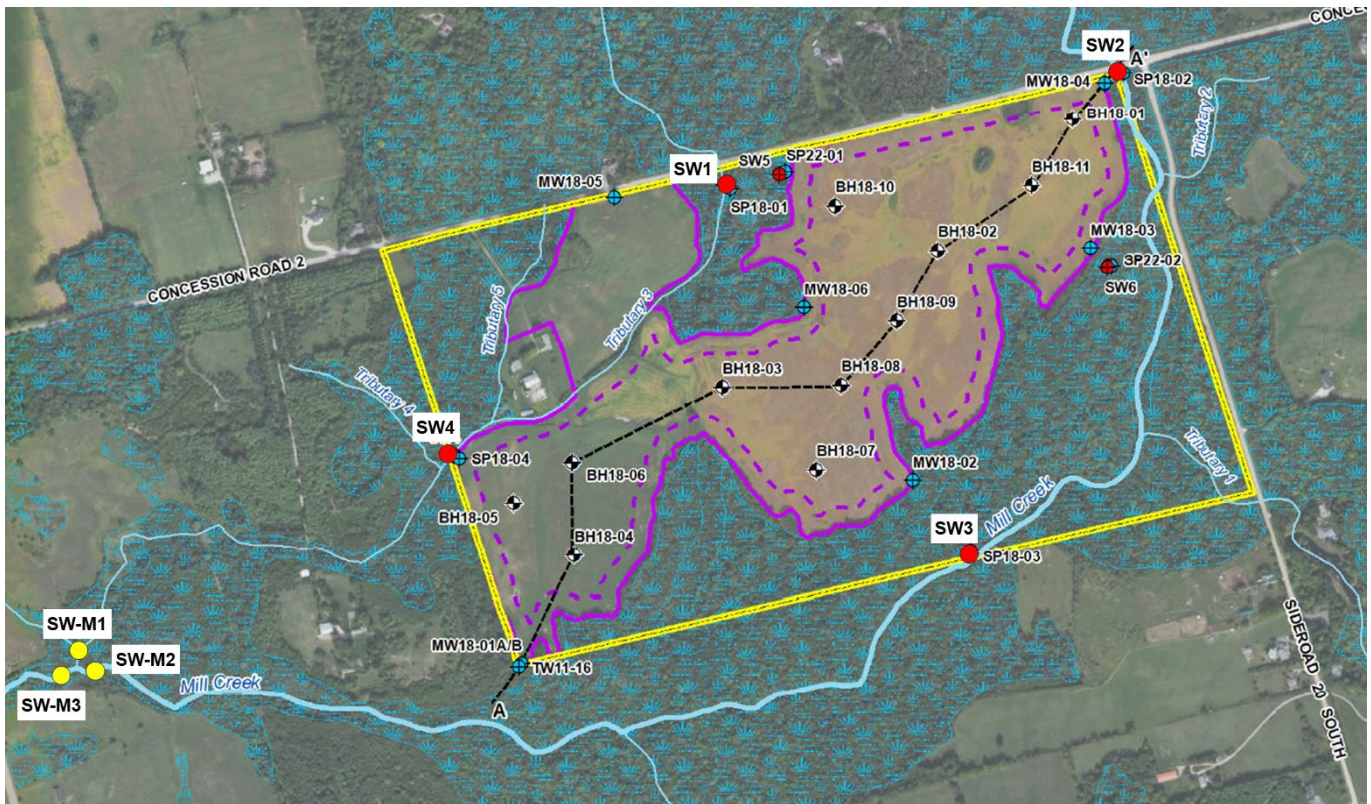 CONCES
SW2
A'
SP18-02
MW18-04
Tributary 2
BH18-01
SW5
SP22-01
SW1
MW18-05
BH18-11
BH18-10
SP18-01
BH18-02
MW18-03
SP22-02
SW6
CONCESSION ROAD 2
MW18-06
Tributary 5
Tributary 3
BH18-09
BH18-03
BH18-08
Tributary 4
SW4
SP18-04
BH18-06
BH18-07
MW18-02
Tributary 1
BH18-05
Mill Creek
SW3
BH18-04
SP18-03
SW-M1
MW18-01A/B
TW11-16
SW-M2
Mill Creek
SW-M3
A
SIDEROAD 20 SOUTH